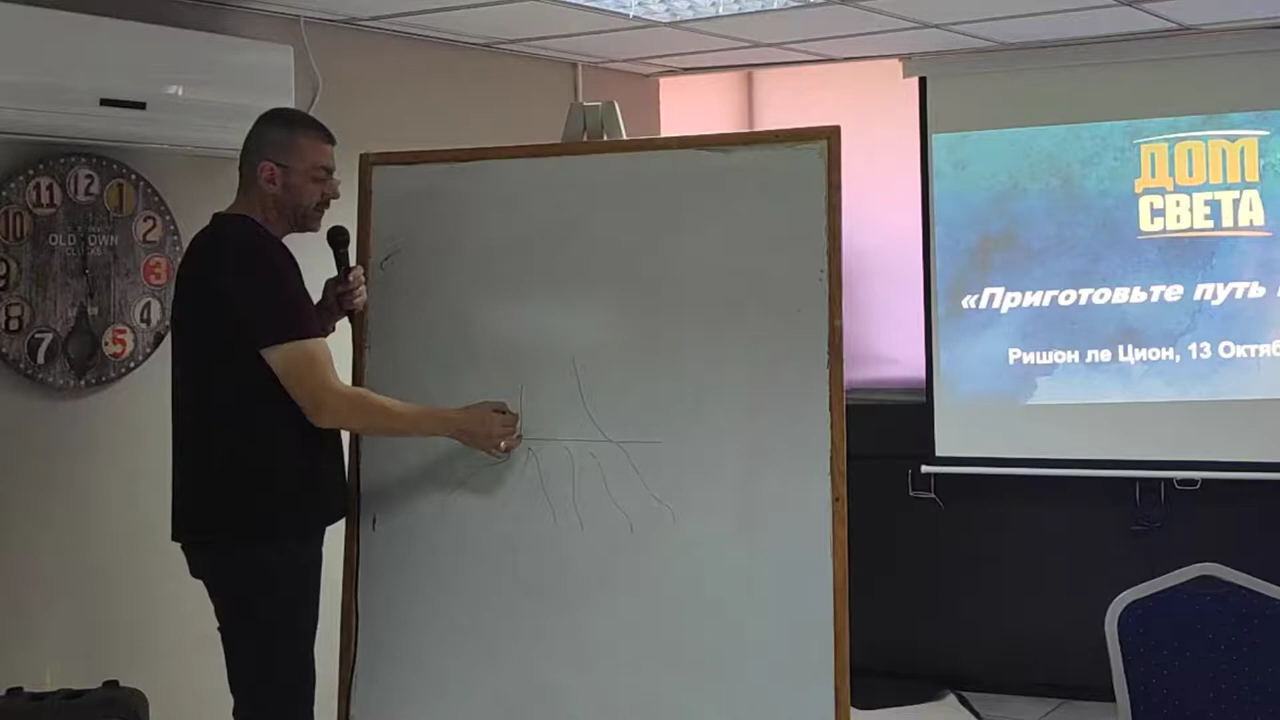 12
1
2
3
4
5
7
8
9
10
11
OLD TOWN
CLOCKS
ДОМ
СВЕТА
«Приготовьте путь
Ришон ле Цион, 13 Октя